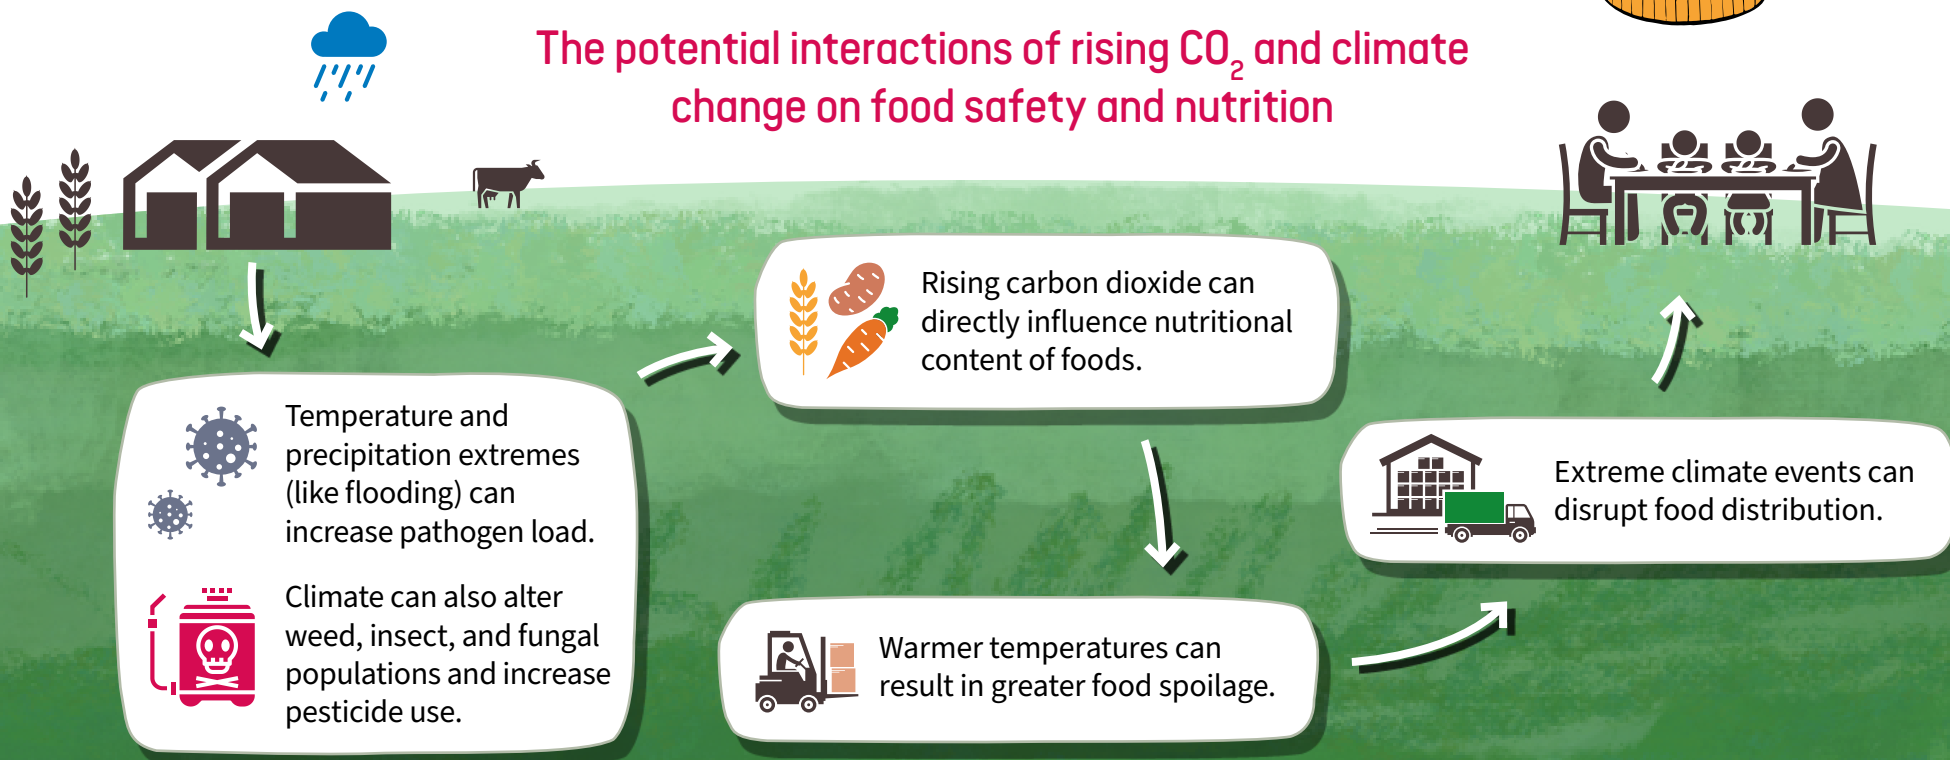 The potential interactions of rising CO2 and climate
change on food safety and nutrition
Temperature and
precipitation extremes
(like flooding) can
increase pathogen load.
Climate can also alter
weed, insect, and fungal
populations and increase
pesticide use.
Rising carbon dioxide can
directly influence nutritional
content of foods.
Warmer temperatures can
result in greater food spoilage.
Extreme climate events can
disrupt food distribution.